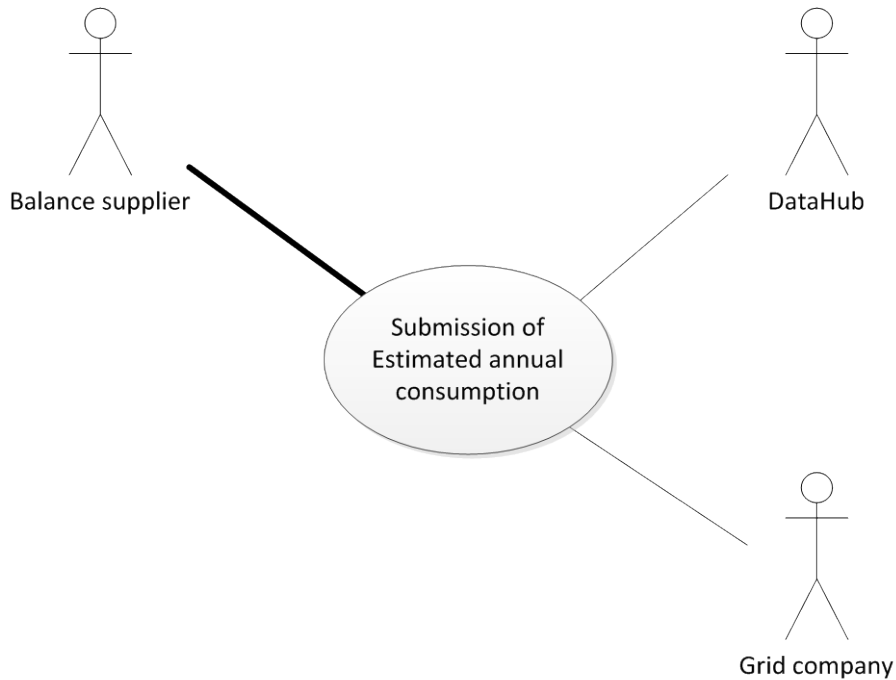 Balance supplier
DataHub
Submission of
Estimated annual
consumption
Grid company